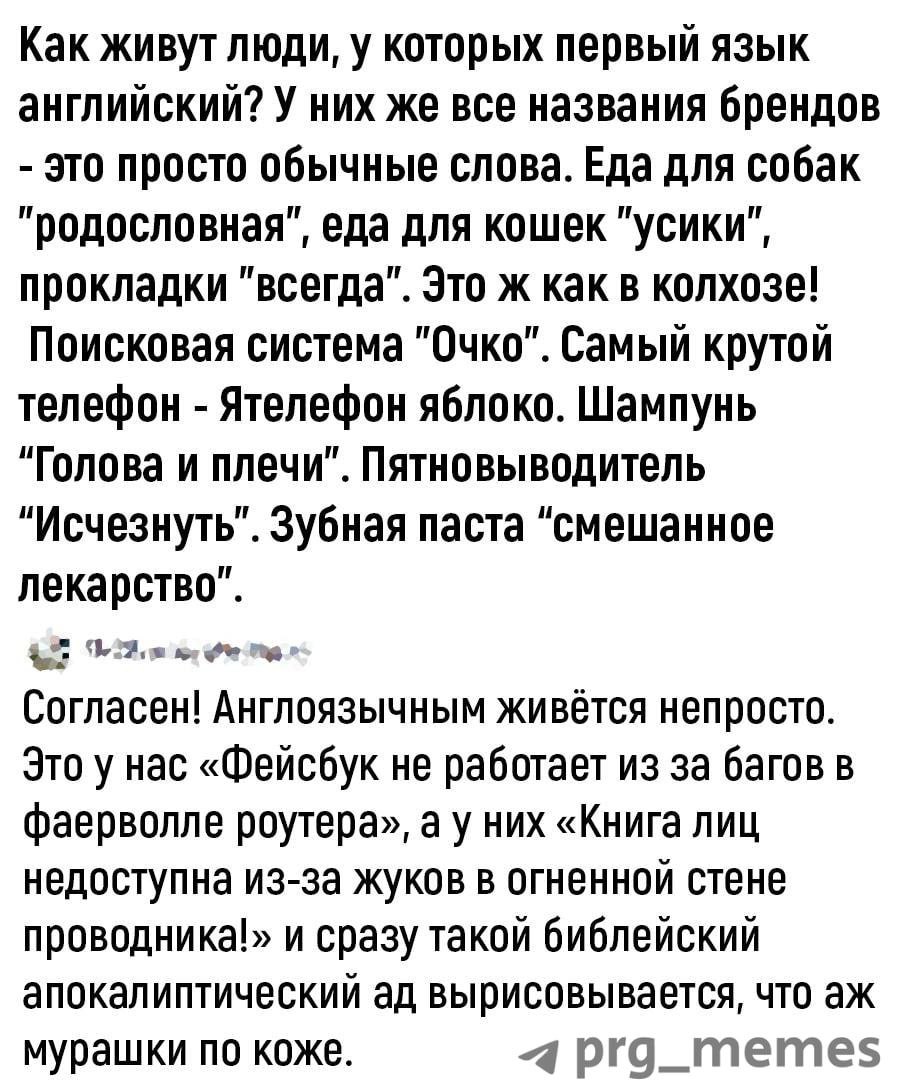 Как живут люди, у которых первый язык
английский? У них же все названия брендов
- это просто обычные слова. Еда для собак
"родословная", еда для кошек "усики",
прокладки "всегда". Это ж как в колхозе!
Поисковая система "Очко". Самый крутой
телефон - Ятелефон яблоко. Шампунь
“Голова и плечи". Пятновыводитель
“Исчезнуть". Зубная паста “смешанное
лекарство".
Согласен! Англоязычным живётся непросто.
Это у нас «Фейсбук не работает из за багов в
фаерволле роутера», а у них «Книга лиц
недоступна из-за жуков в огненной стене
проводника!» и сразу такой библейский
апокалиптический ад вырисовывается, что аж
мурашки по коже.
prg_memes